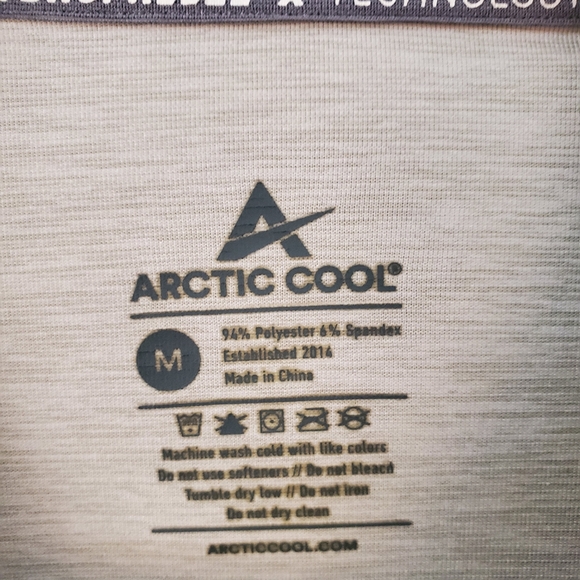 TECHNOLOGY
ARCTIC COOL®
M
94% Polyester 6% Spandex
Established 2014
Made in China
Machine wash cold with like colors
Do not use softeners // Do not bleach
Tumble dry low // Do not iron
Do not dry clean
ARCTICCOOL.COM